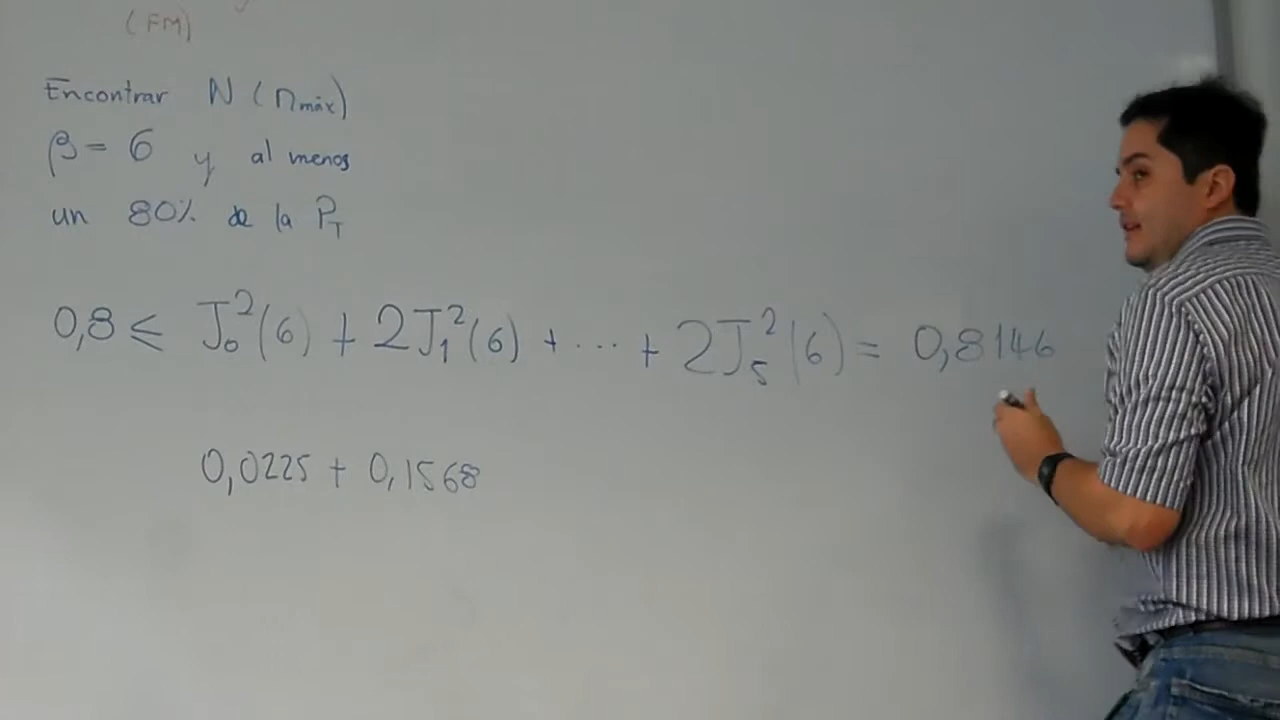 (FM)
Encontrar N (nmáx)
β = 6 y al menos
un 80% de la P_T
0,8 ≤ J₀²(6) + 2J₁²(6) + ... + 2J₅²(6) = 0,8146
0,0225 + 0,1568